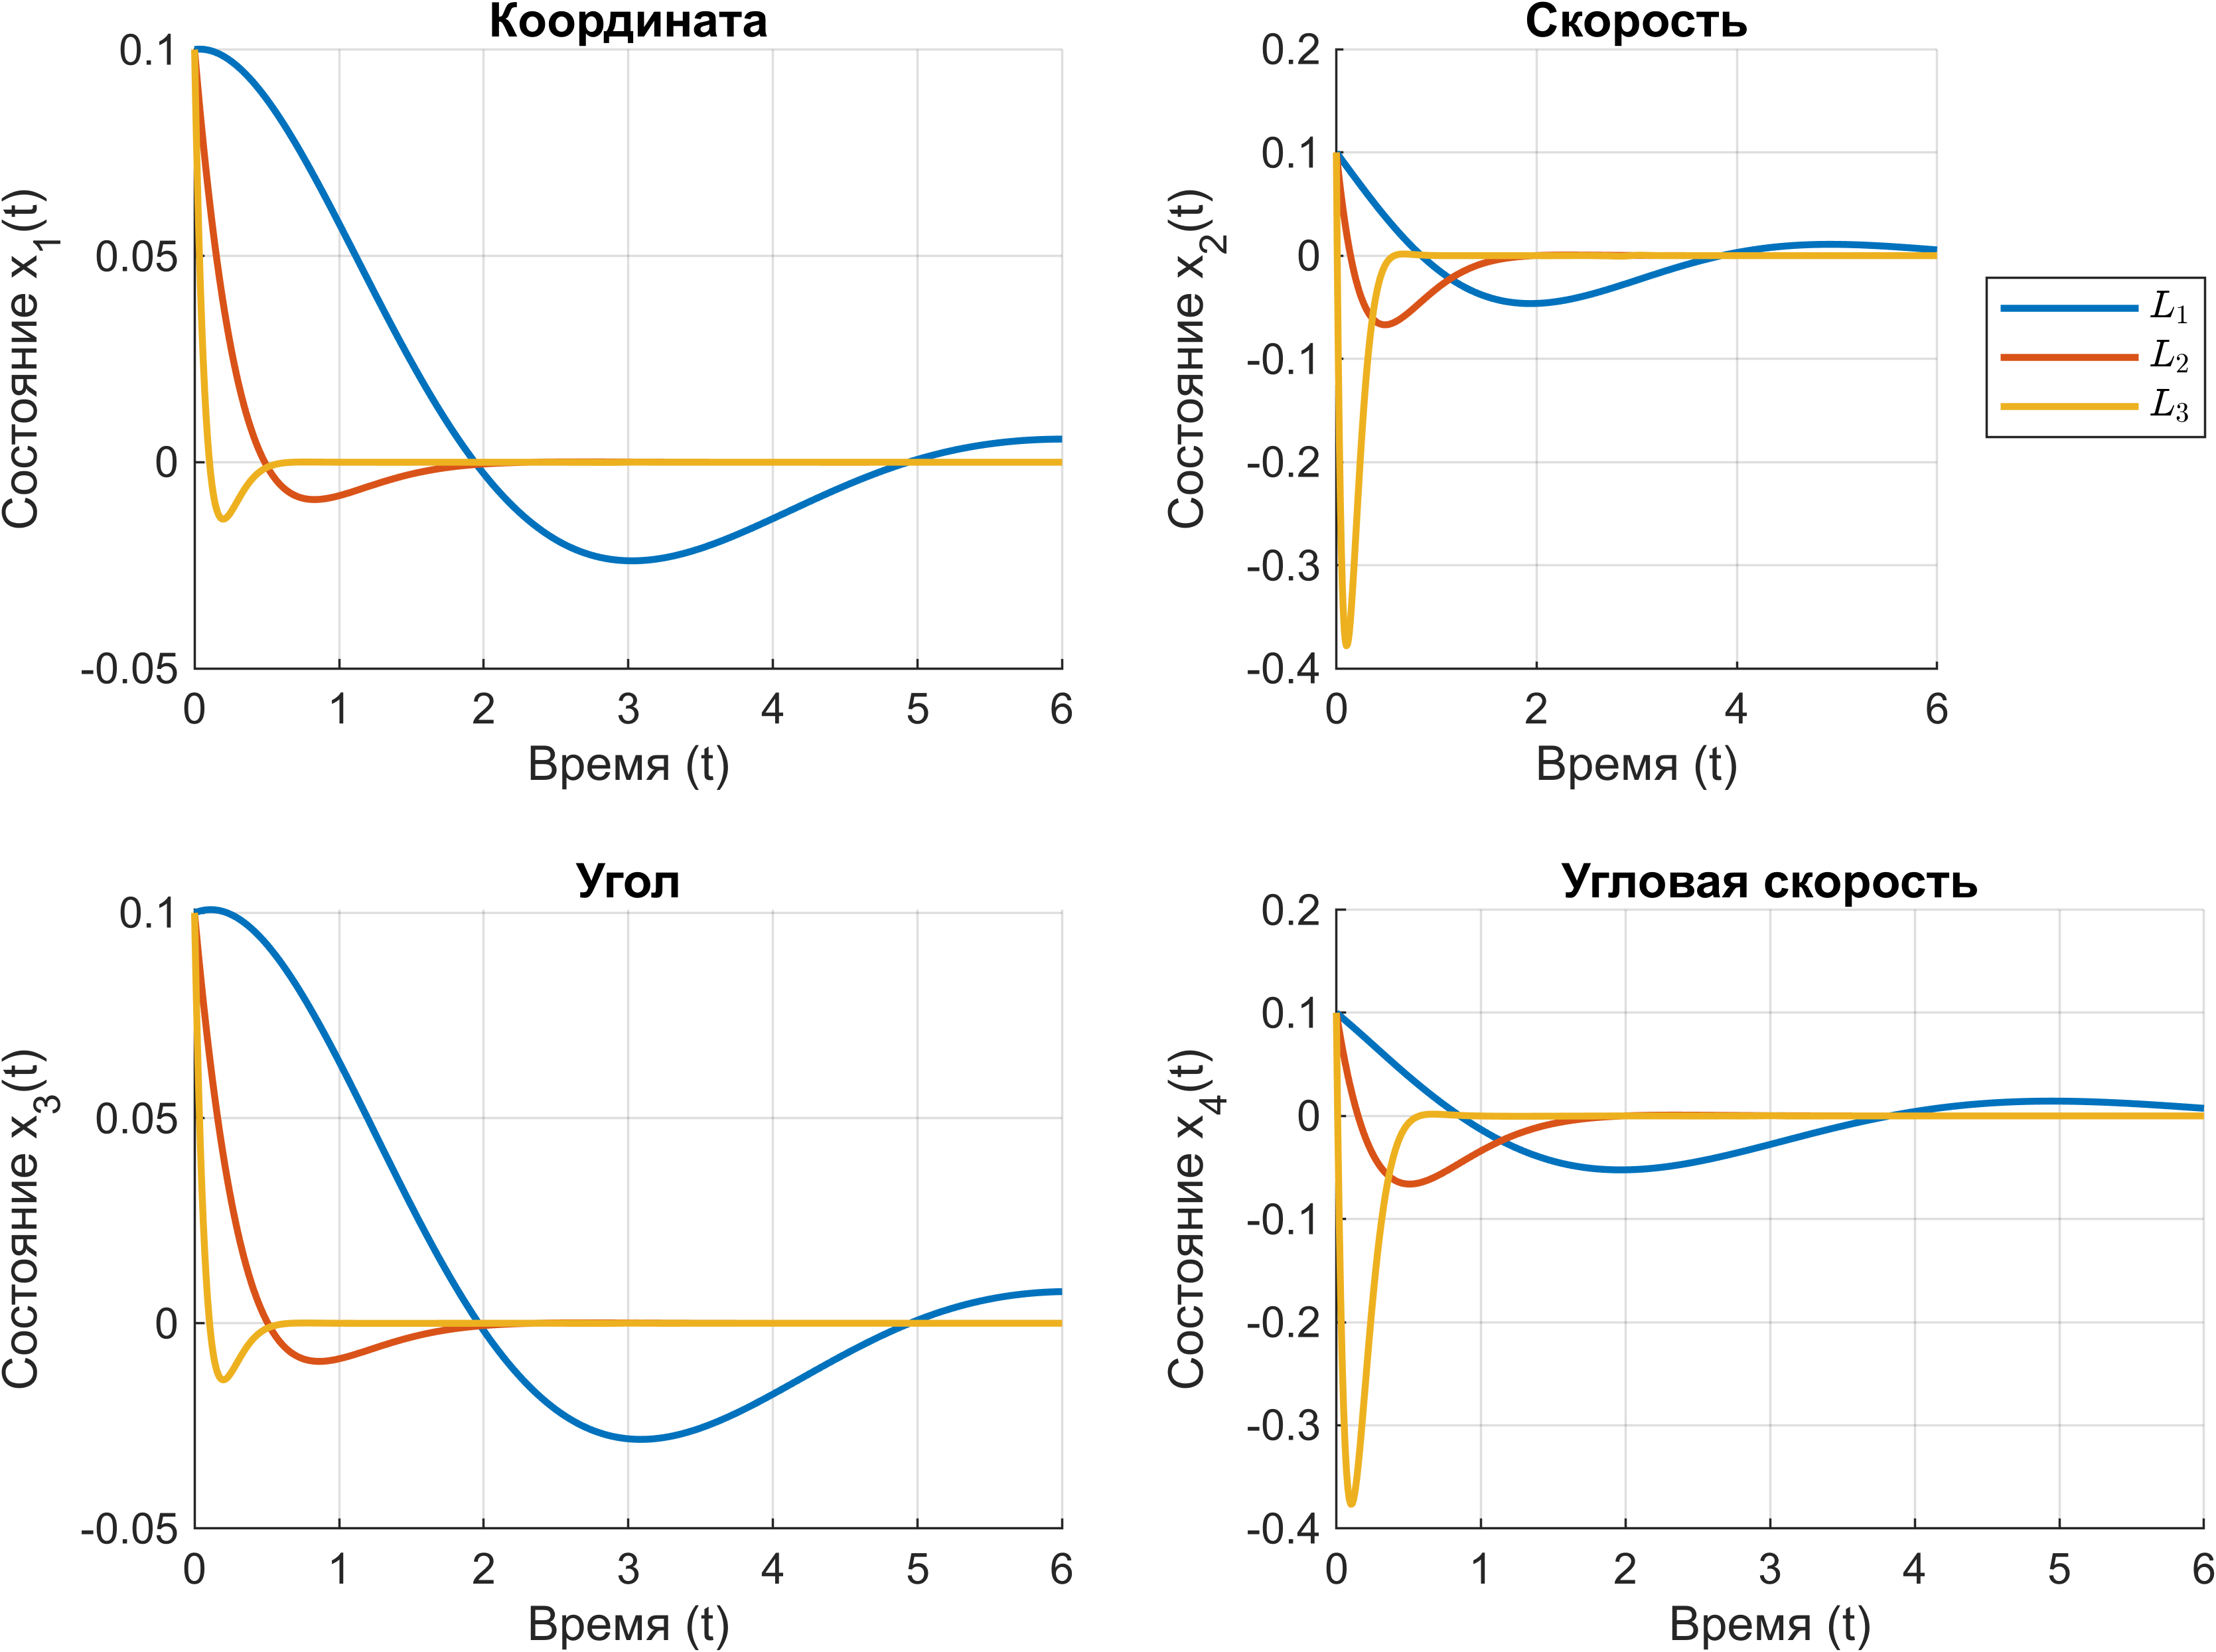 Координата
0.1
0.05
0
-0.05
Состояние x1(t)
0 1 2 3 4 5 6
Время (t)
Скорость
0.2
0.1
0
-0.1
-0.2
-0.3
-0.4
Состояние x2(t)
0 2 4 6
Время (t)
L1
L2
L3
Угол
0.1
0.05
0
-0.05
Состояние x3(t)
0 1 2 3 4 5 6
Время (t)
Угловая скорость
0.2
0.1
0
-0.1
-0.2
-0.3
-0.4
Состояние x4(t)
0 1 2 3 4 5 6
Время (t)